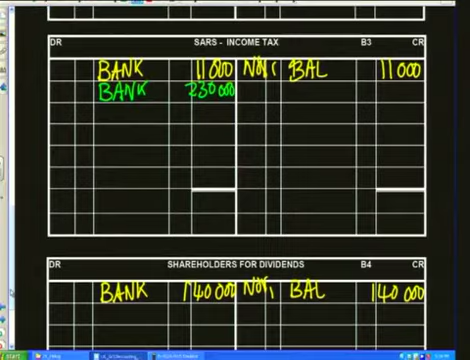 DR SARS - INCOME TAX B3 CR
BANK 11 000 Nov 1 BAL 11 000
BANK 230 000
DR SHAREHOLDERS FOR DIVIDENDS B4 CR
BANK 140 000 Nov 1 BAL 140 000